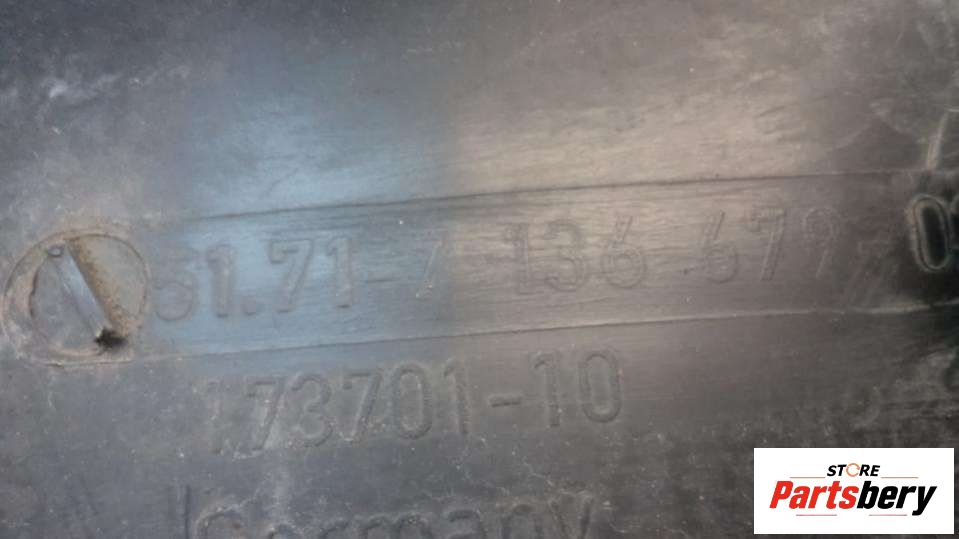 51.71-7 136 679
173701-10
Germany
STORE
Partsbery